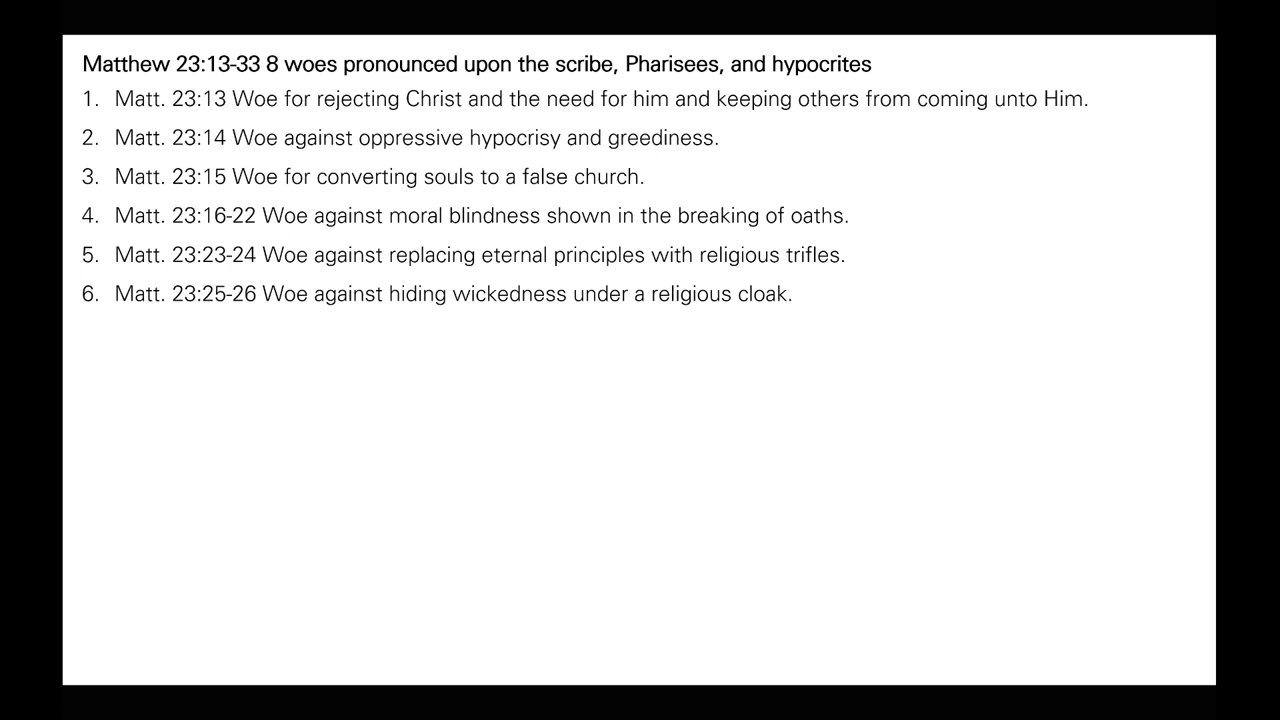 Matthew 23:13-33 8 woes pronounced upon the scribe, Pharisees, and hypocrites
1. Matt. 23:13 Woe for rejecting Christ and the need for him and keeping others from coming unto Him.
2. Matt. 23:14 Woe against oppressive hypocrisy and greediness.
3. Matt. 23:15 Woe for converting souls to a false church.
4. Matt. 23:16-22 Woe against moral blindness shown in the breaking of oaths.
5. Matt. 23:23-24 Woe against replacing eternal principles with religious trifles.
6. Matt. 23:25-26 Woe against hiding wickedness under a religious cloak.